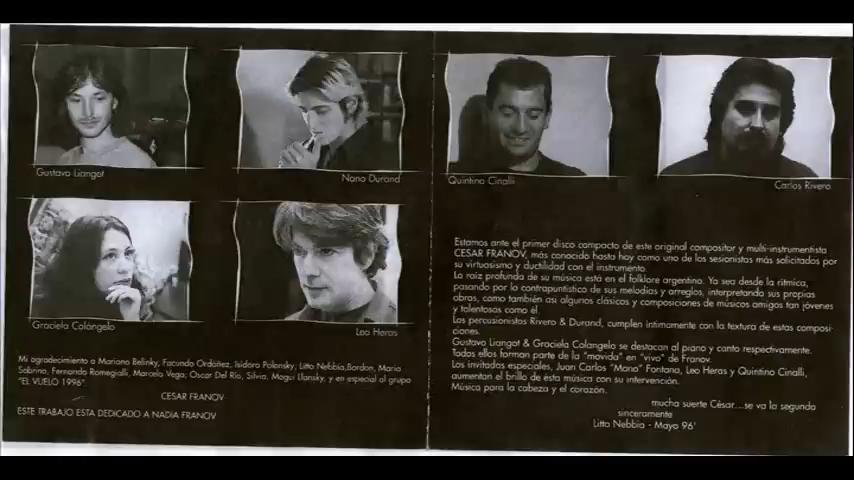 Gustavo Liangot
Nano Durand
Graciela Colángelo
Leo Heras
Mi agradecimiento a Mariano Belinky, Facundo Ordóñez, Isidoro Polonsky, Litto Nebbia, Bordon, Mario
Sobrino, Fernando Romegialli, Marcelo Vega, Oscar Del Río, Silvia, Magui Llansky, y en especial al grupo
"EL VUELO 1996".
CESAR FRANOV
ESTE TRABAJO ESTA DEDICADO A NADIA FRANOV
Quintino Cinalli
Carlos Rivero
Estamos ante el primer disco compacto de este original compositor y multi-instrumentista
CESAR FRANOV, más conocido hasta hoy como uno de los sesionistas más solicitados por
su virtuosismo y ductilidad con el instrumento.
La raíz profunda de su música está en el folklore argentino. Ya sea desde la rítmica,
pasando por lo contrapuntístico de sus melodías y arreglos, interpretando sus propias
obras, como también así algunos clásicos y composiciones de músicos amigos tan jóvenes
y talentosos como él.
Los percusionistas Rivero & Durand, cumplen intimamente con la textura de estas composi-
ciones.
Gustavo Liangot & Graciela Colangelo se destacan al piano y canto respectivamente.
Todos ellos forman parte de la "movida" en "vivo" de Franov.
Los invitados especiales, Juan Carlos "Mono" Fontana, Leo Heras y Quintino Cinalli,
aumentan el brillo de ésta música con su intervención.
Música para la cabeza y el corazón.
mucha suerte César...se va la segunda
sinceramente
Litto Nebbia - Mayo 96'